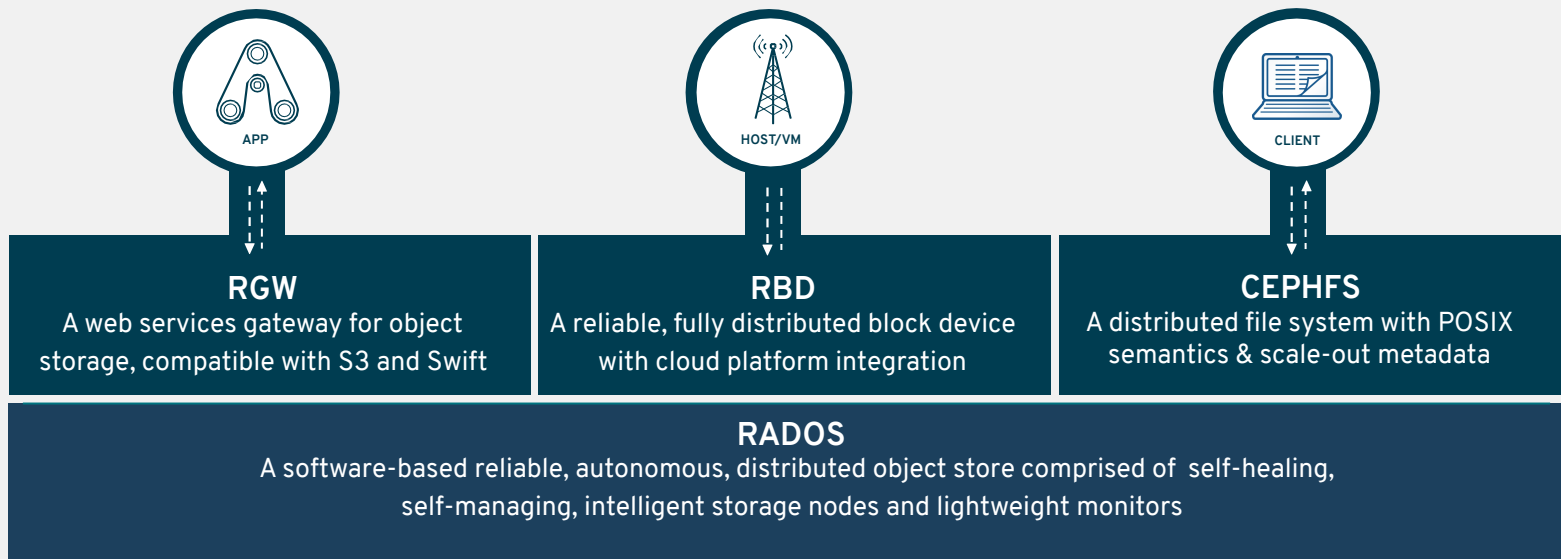 APP
HOST/VM
CLIENT
RGW
A web services gateway for object
storage, compatible with S3 and Swift
RBD
A reliable, fully distributed block device
with cloud platform integration
CEPHFS
A distributed file system with POSIX
semantics & scale-out metadata
RADOS
A software-based reliable, autonomous, distributed object store comprised of self-healing,
self-managing, intelligent storage nodes and lightweight monitors